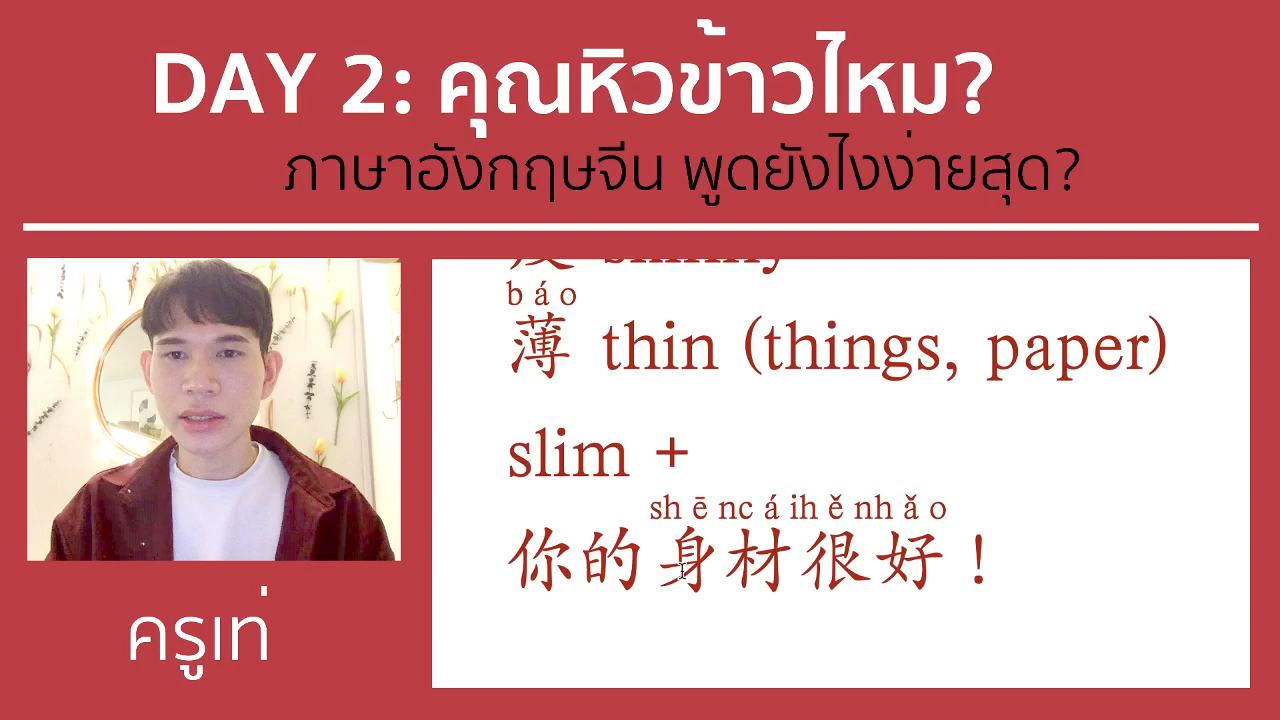 DAY 2: คุณหิวข้าวไหม?
ภาษาอังกฤษจีน พูดยังไงง่ายสุด?
báo
薄 thin (things, paper)
slim +
shēncáihěnhǎo
你的身材很好！
ครูเท่